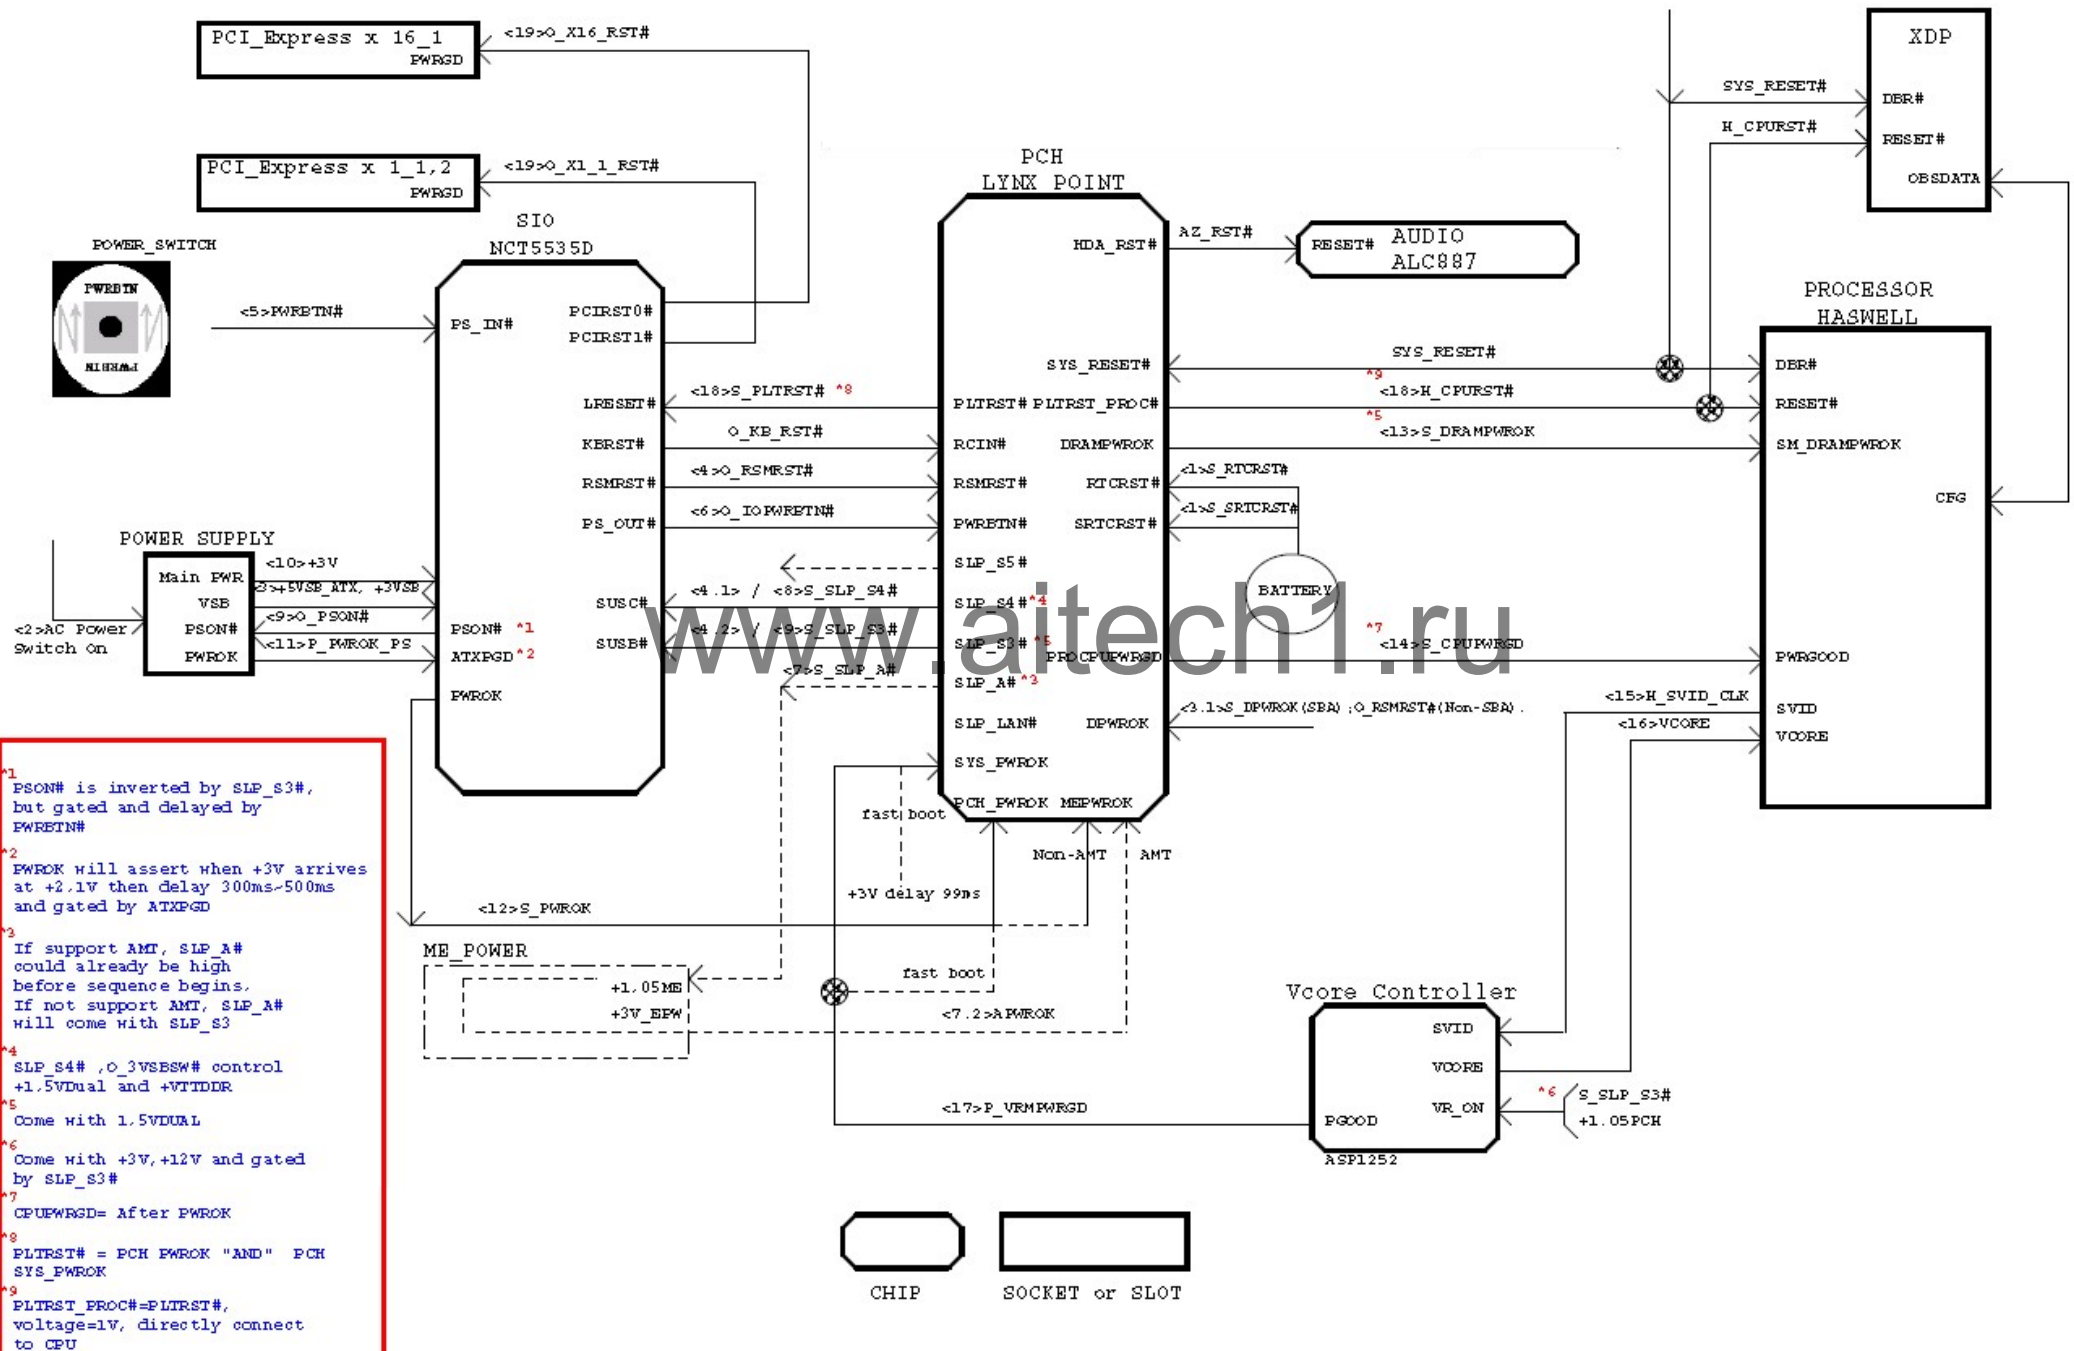 PCI_Express x 16_1
PWRGD
<19>O_X16_RST#
PCI_Express x 1_1,2
PWRGD
<19>O_X1_1_RST#
XDP
SYS_RESET#
DBR#
H_CPURST#
RESET#
OBSDATA
POWER_SWITCH
PWRBTN
PWRBTN
<5>PWRBTN#
SIO
NCT5535D
PS_IN#
PCIRST0#
PCIRST1#
LRESET#
KBRST#
RSMRST#
PS_OUT#
SUSC#
SUSB#
PSON# ^1
ATXPGD ^2
PWROK
<18>S_PLTRST# ^8
O_KB_RST#
<4>O_RSMRST#
<6>O_IOPWRBTN#
<4.1> / <8>S_SLP_S4#
<4.2> / <9>S_SLP_S3#
<7>S_SLP_A#
PCH
LYNX POINT
HDA_RST#
SYS_RESET#
PLTRST# PLTRST_PROC#
RCIN#
DRAMPWROK
RSMRST#
RTCRST#
PWRBTN#
SRTCRST#
SLP_S5#
SLP_S4# ^4
SLP_S3# ^5
PROCPUPWRGD
SLP_A# ^3
SLP_LAN#
DPWROK
SYS_PWROK
PCH_PWROK MEPWROK
AZ_RST#
RESET# AUDIO
ALC887
SYS_RESET#
^9
<18>H_CPURST#
^5
<13>S_DRAMPWROK
<1>S_RTCRST#
<1>S_SRTCRST#
BATTERY
^7
<14>S_CPUPWRGD
<3.1>S_DPWROK(SBA);O_RSMRST#(Non-SBA).
<15>H_SVID_CLK
<16>VCORE
PROCESSOR
HASWELL
DBR#
RESET#
SM_DRAMPWROK
CFG
PWRGOOD
SVID
VCORE
POWER SUPPLY
Main PWR
VSB
PSON#
PWROK
<10>+3V
<3>+5VSB_ATX, +3VSB
<9>O_PSON#
<11>P_PWROK_PS
<2>AC Power
Switch On
www.aitech1.ru
fast boot
+3V delay 99ms
Non-AMT
AMT
<12>S_PWROK
ME_POWER
+1.05ME
+3V_EPW
fast boot
<7.2>APWROK
<17>P_VRMPWRGD
Vcore Controller
SVID
VCORE
VR_ON
PGOOD
ASP1252
^6
S_SLP_S3#
+1.05PCH
^1
PSON# is inverted by SLP_S3#,
but gated and delayed by
PWRBTN#
^2
PWROK will assert when +3V arrives
at +2.1V then delay 300ms~500ms
and gated by ATXPGD
^3
If support AMT, SLP_A#
could already be high
before sequence begins.
If not support AMT, SLP_A#
will come with SLP_S3
^4
SLP_S4# ,O_3VSBSW# control
+1.5VDual and +VTTDDR
^5
Come with 1.5VDUAL
^6
Come with +3V,+12V and gated
by SLP_S3#
^7
CPUPWRGD= After PWROK
^8
PLTRST# = PCH PWROK "AND" PCH
SYS_PWROK
^9
PLTRST_PROC#=PLTRST#,
voltage=1V, directly connect
to CPU
CHIP
SOCKET or SLOT